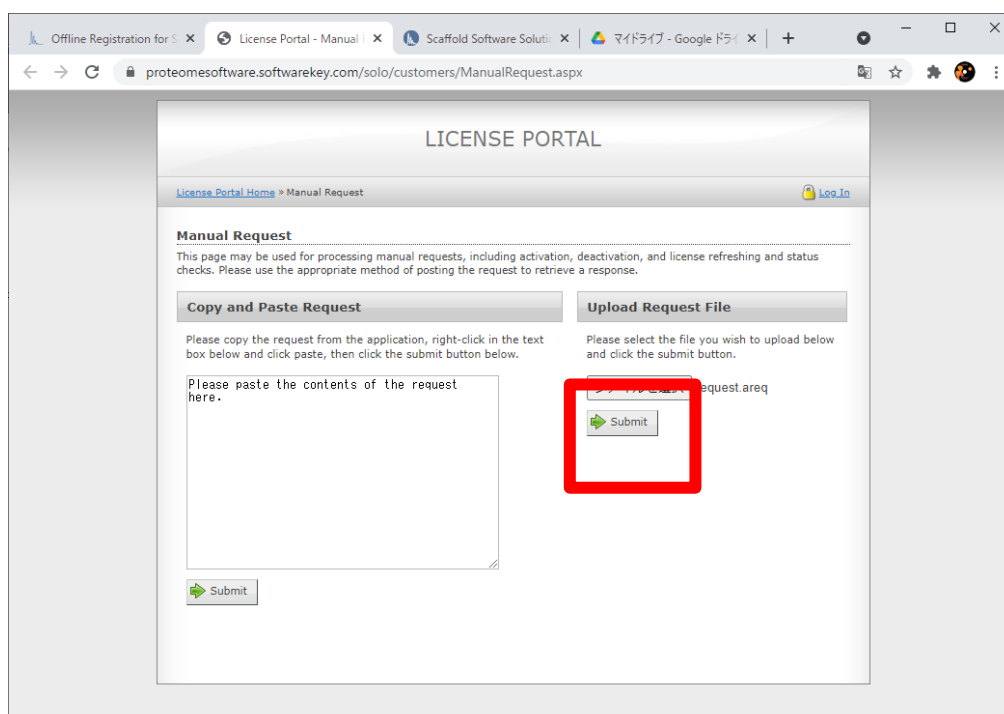 Offline Registration for S
License Portal - Manual
Scaffold Software Soluti
マイドライブ - Google ドライ
proteomesoftware.softwarekey.com/solo/customers/ManualRequest.aspx
LICENSE PORTAL
License Portal Home » Manual Request
Log In
Manual Request
This page may be used for processing manual requests, including activation, deactivation, and license refreshing and status
checks. Please use the appropriate method of posting the request to retrieve a response.
Copy and Paste Request
Please copy the request from the application, right-click in the text
box below and click paste, then click the submit button below.
Please paste the contents of the request
here.
Submit
Upload Request File
Please select the file you wish to upload below
and click the submit button.
equest.areq
Submit